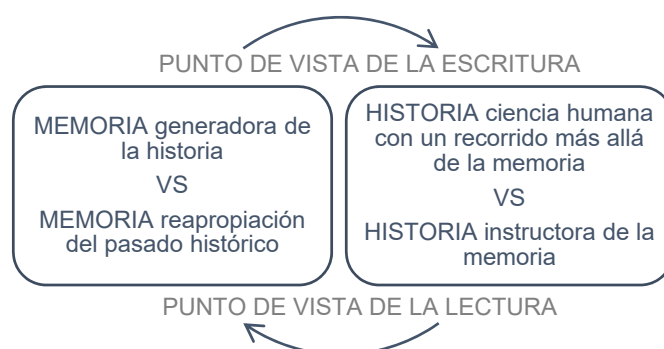 PUNTO DE VISTA DE LA ESCRITURA
MEMORIA generadora de
la historia
VS
MEMORIA reapropiación
del pasado histórico
HISTORIA ciencia humana
con un recorrido más allá
de la memoria
VS
HISTORIA instructora de la
memoria
PUNTO DE VISTA DE LA LECTURA